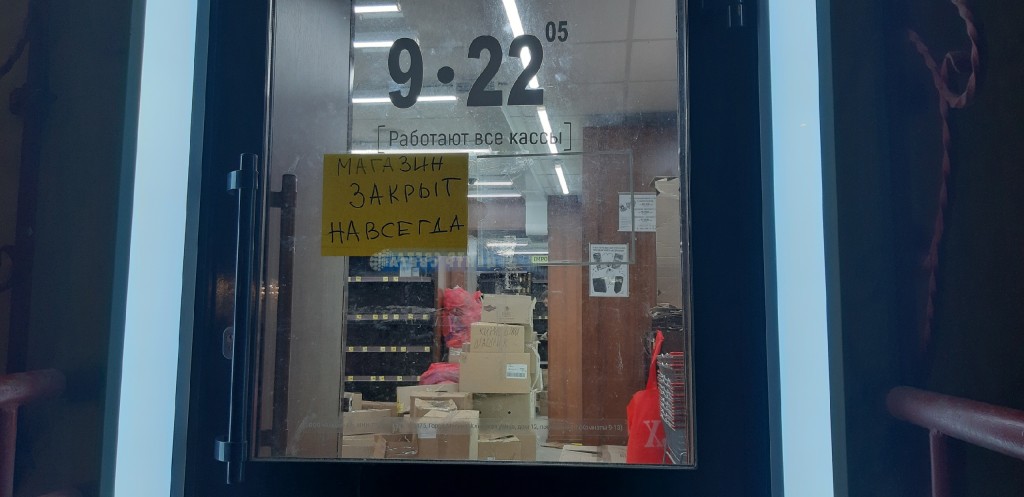 9·22 05
[Работают все кассы]
МАГАЗИН
ЗАКРЫТ
НАВСЕГДА